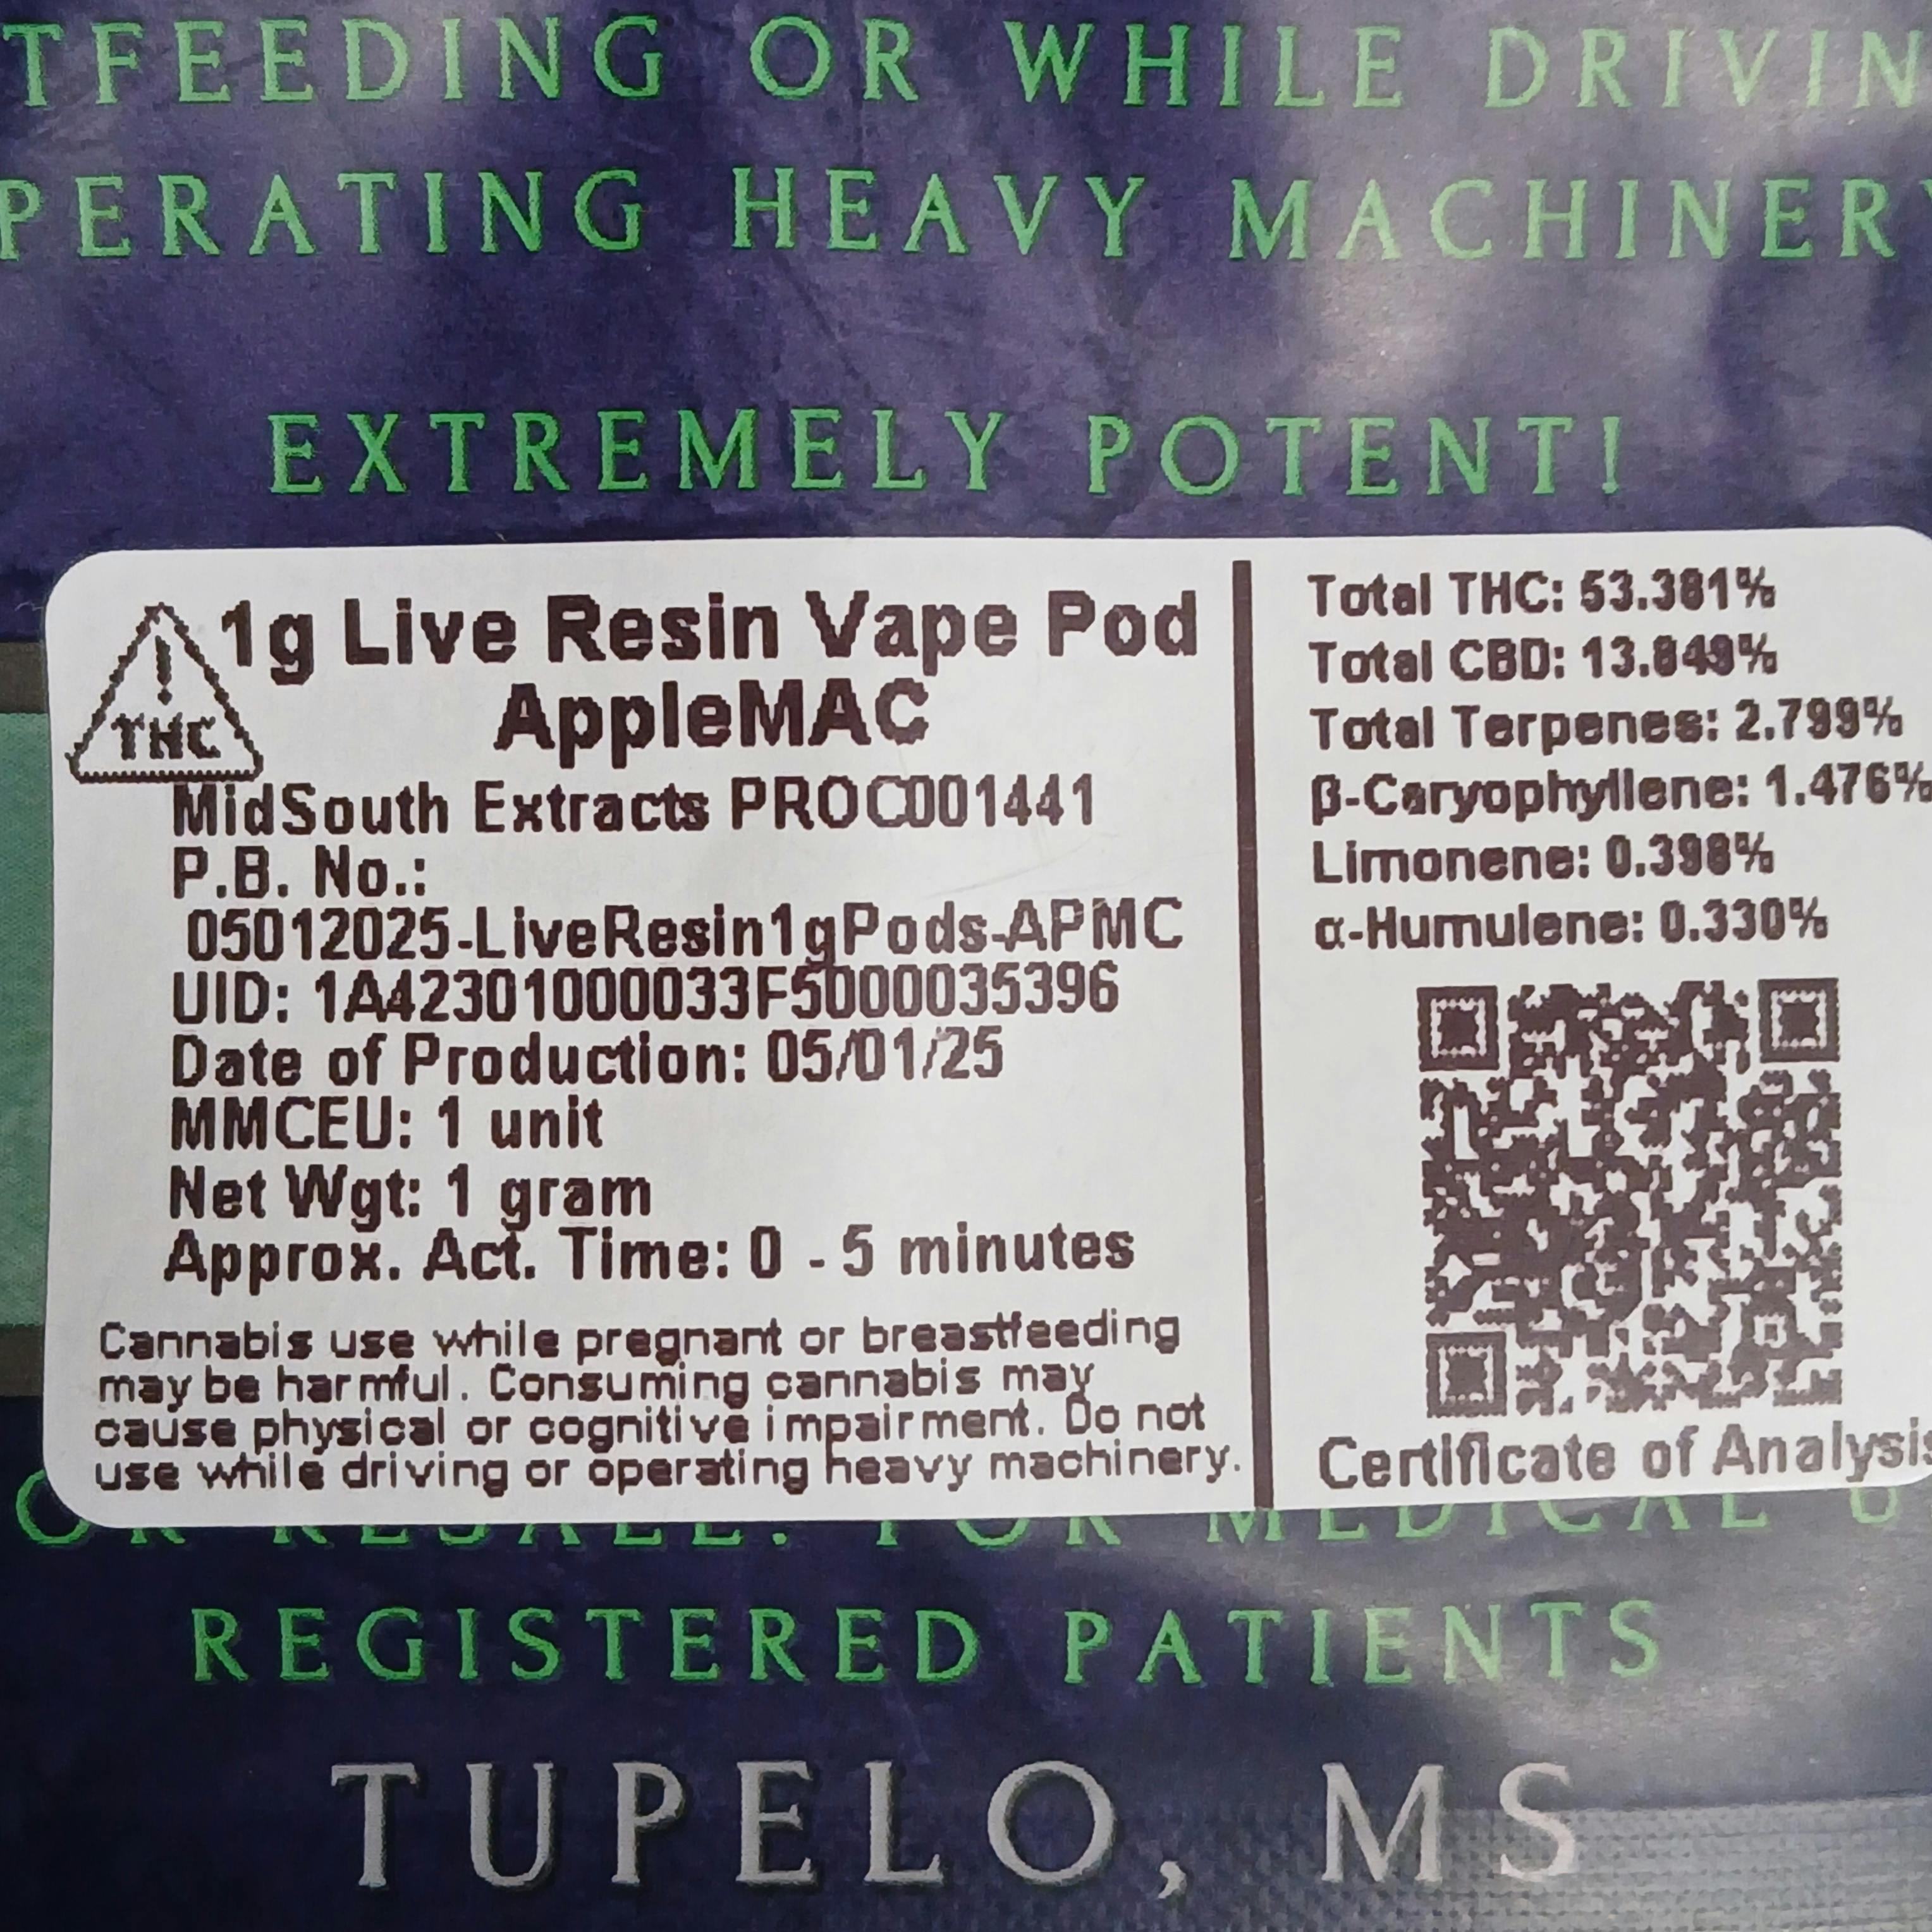 TFEEDING OR WHILE DRIVIN
PERATING HEAVY MACHINER
EXTREMELY POTENT!
! THC
1g Live Resin Vape Pod
AppleMAC
MidSouth Extracts PROC001441
P.B. No.:
05012025-LiveResin1gPods-APMC
UID: 1A42301000033F5000035396
Date of Production: 05/01/25
MMCEU: 1 unit
Net Wgt: 1 gram
Approx. Act. Time: 0 - 5 minutes
Cannabis use while pregnant or breastfeeding
may be harmful. Consuming cannabis may
cause physical or cognitive impairment. Do not
use while driving or operating heavy machinery.
Total THC: 53.381%
Total CBD: 13.849%
Total Terpenes: 2.799%
β-Caryophyllene: 1.476%
Limonene: 0.398%
α-Humulene: 0.330%
Certificate of Analysis
OR RESALE. FOR MEDICAL U
REGISTERED PATIENTS
TUPELO, MS